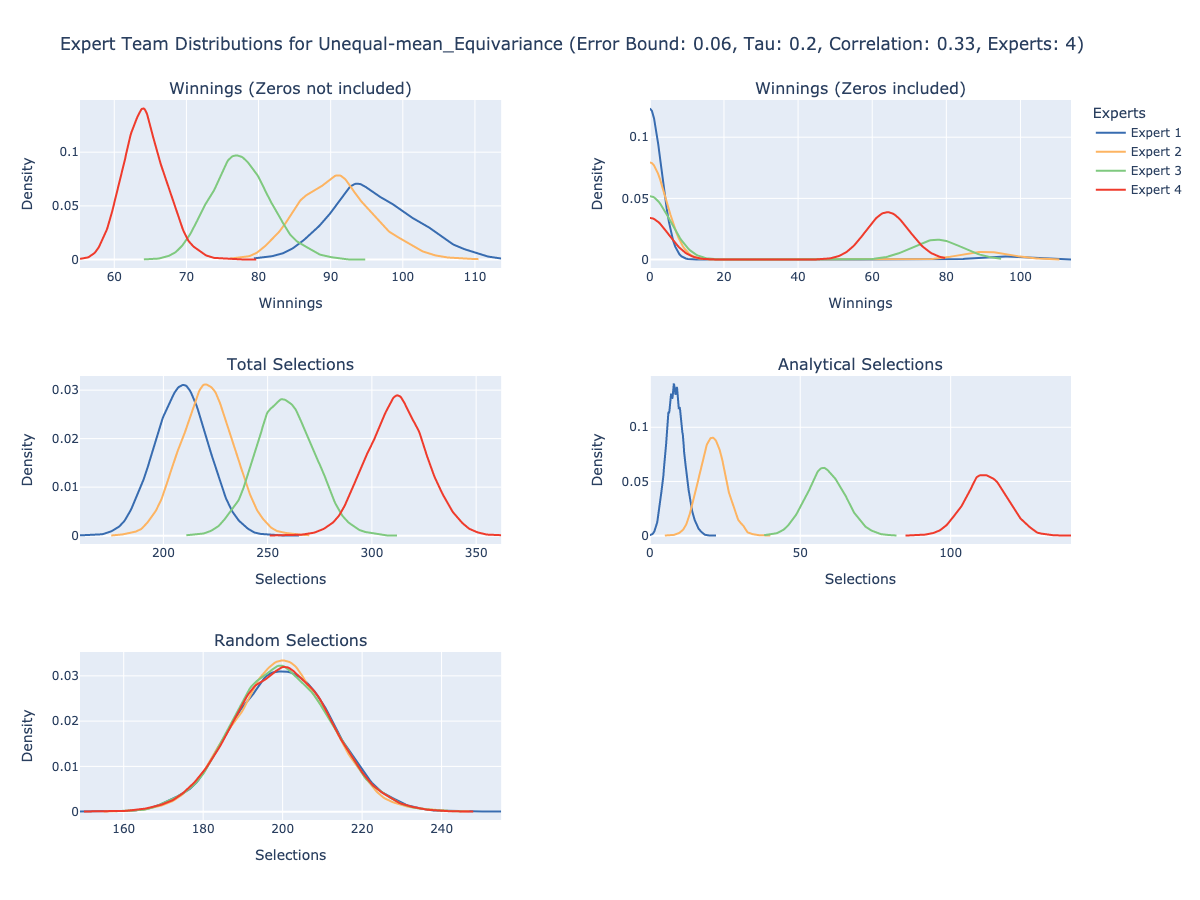 Expert Team Distributions for Unequal-mean_Equivariance (Error Bound: 0.06, Tau: 0.2, Correlation: 0.33, Experts: 4)
Winnings (Zeros not included)
Density
0.1
0.05
0
60 70 80 90 100 110
Winnings
Winnings (Zeros included)
Density
0.1
0.05
0
0 20 40 60 80 100
Winnings
Experts
Expert 1
Expert 2
Expert 3
Expert 4
Total Selections
Density
0.03
0.02
0.01
0
200 250 300 350
Selections
Analytical Selections
Density
0.1
0.05
0
0 50 100
Selections
Random Selections
Density
0.03
0.02
0.01
0
160 180 200 220 240
Selections